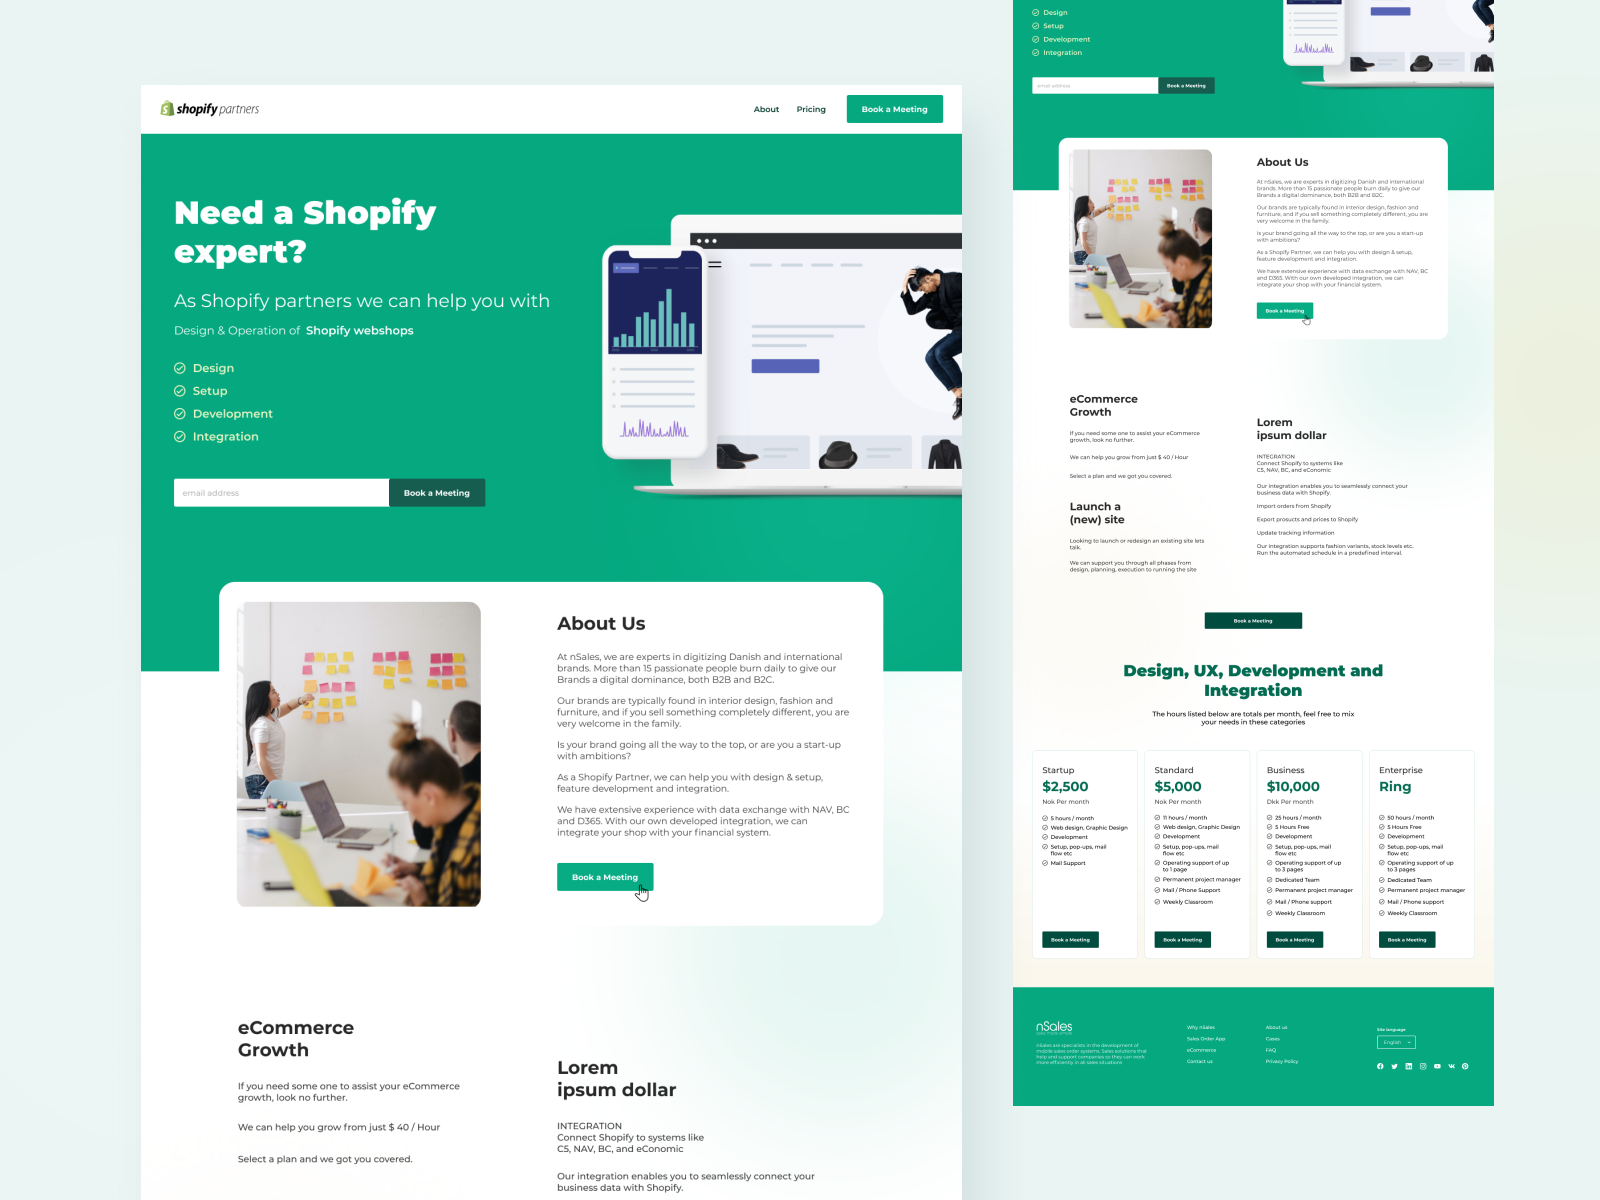 shopify partners
About
Pricing
Book a Meeting
Need a Shopify
expert?
As Shopify partners we can help you with
Design & Operation of Shopify webshops
Design
Setup
Development
Integration
email address
Book a Meeting
About Us
At nSales, we are experts in digitizing Danish and international
brands. More than 15 passionate people burn daily to give our
Brands a digital dominance, both B2B and B2C.
Our brands are typically found in interior design, fashion and
furniture, and if you sell something completely different, you are
very welcome in the family.
Is your brand going all the way to the top, or are you a start-up
with ambitions?
As a Shopify Partner, we can help you with design & setup,
feature development and integration.
We have extensive experience with data exchange with NAV, BC
and D365. With our own developed integration, we can
integrate your shop with your financial system.
Book a Meeting
eCommerce
Growth
If you need some one to assist your eCommerce
growth, look no further.
We can help you grow from just $ 40 / Hour
Select a plan and we got you covered.
Lorem
ipsum dollar
INTEGRATION
Connect Shopify to systems like
C5, NAV, BC, and eConomic
Our integration enables you to seamlessly connect your
business data with Shopify.
Design
Setup
Development
Integration
email address
Book a Meeting
About Us
At nSales, we are experts in digitizing Danish and international
brands. More than 15 passionate people burn daily to give our
Brands a digital dominance, both B2B and B2C.
Our brands are typically found in interior design, fashion and
furniture, and if you sell something completely different, you are
very welcome in the family.
Is your brand going all the way to the top, or are you a start-up
with ambitions?
As a Shopify Partner, we can help you with design & setup,
feature development and integration.
We have extensive experience with data exchange with NAV, BC
and D365. With our own developed integration, we can
integrate your shop with your financial system.
Book a Meeting
eCommerce
Growth
If you need some one to assist your eCommerce
growth, look no further.
We can help you grow from just $ 40 / Hour
Select a plan and we got you covered.
Launch a
(new) site
Looking to launch or redesign an existing site lets
talk.
We can support you through all phases from
design, planning, execution to running the site
Lorem
ipsum dollar
INTEGRATION
Connect Shopify to systems like
C5, NAV, BC, and eConomic
Our integration enables you to seamlessly connect your
business data with Shopify.
Import orders from Shopify
Export prosucts and prices to Shopify
Update tracking information
Our integration supports fashion variants, stock levels etc.
Run the automated schedule in a predefined interval.
Book a Meeting
Design, UX, Development and
Integration
The hours listed below are totals per month, feel free to mix
your needs in these categories
Startup
$2,500
Nok Per month
5 hours / month
Web design, Graphic Design
Development
Setup, pop-ups, mail
flow etc
Mail Support
Book a Meeting
Standard
$5,000
Nok Per month
11 hours / month
Web design, Graphic Design
Development
Setup, pop-ups, mail
flow etc
Operating support of up
to 1 page
Permanent project manager
Mail / Phone Support
Weekly Classroom
Book a Meeting
Business
$10,000
Dkk Per month
25 hours / month
5 Hours Free
Development
Setup, pop-ups, mail
flow etc
Operating support of up
to 3 pages
Dedicated Team
Permanent project manager
Mail / Phone support
Weekly Classroom
Book a Meeting
Enterprise
Ring
50 hours / month
5 Hours Free
Development
Setup, pop-ups, mail
flow etc
Operating support of up
to 3 pages
Dedicated Team
Permanent project manager
Mail / Phone support
Weekly Classroom
Book a Meeting
nSales
nSales are specialists in the development of
mobile sales order systems. Sales solutions that
help and support companies so they can work
more efficiently in all sales situations
Why nSales
Sales Order App
eCommerce
Contact us
About us
Cases
FAQ
Privacy Policy
Site language
English